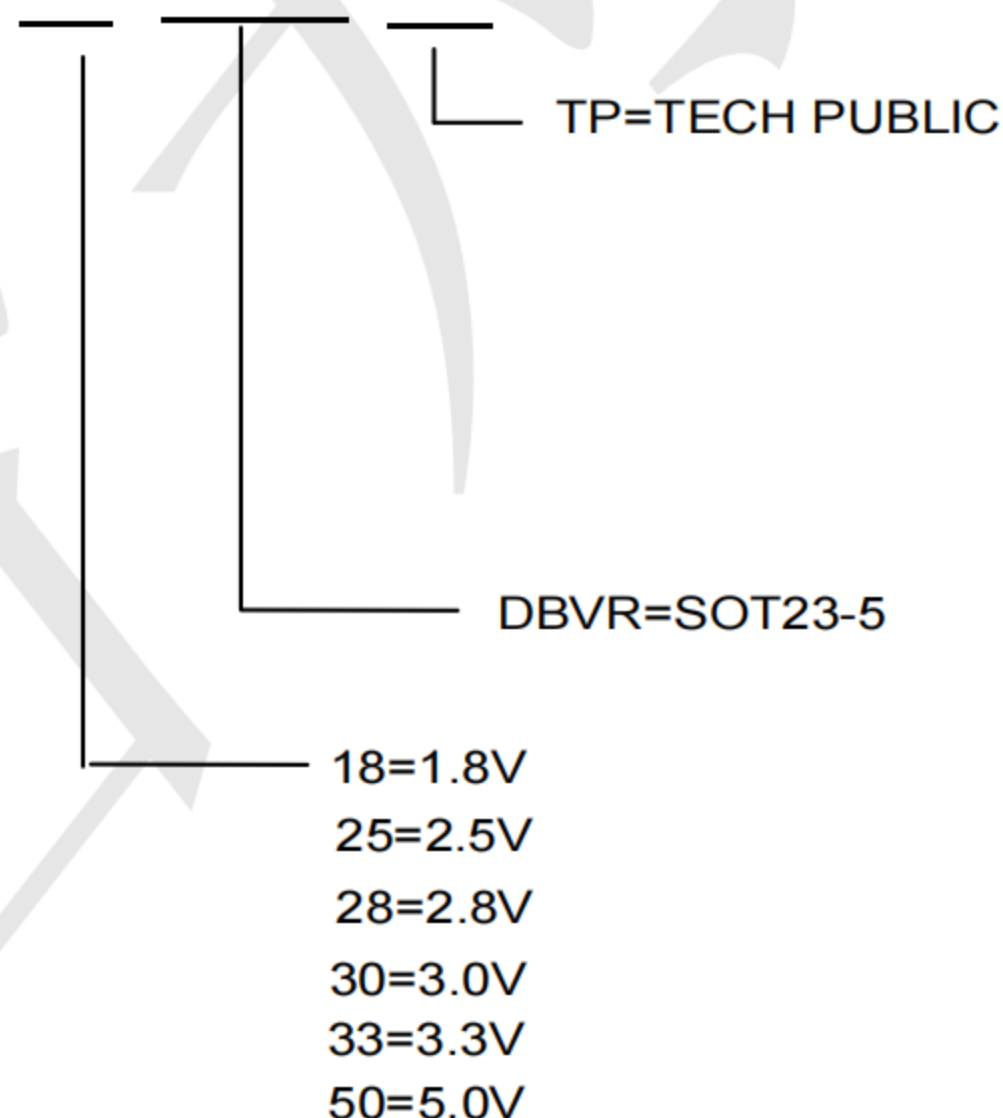 TP=TECH PUBLIC
DBVR=SOT23-5
18=1.8V
25=2.5V
28=2.8V
30=3.0V
33=3.3V
50=5.0V